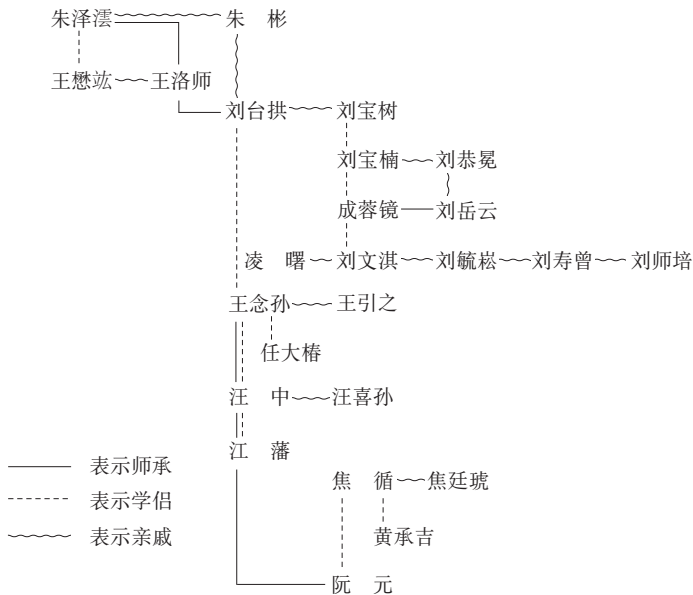 朱泽澐 朱 彬
王懋竑 王洛师
刘台拱 刘宝树
刘宝楠 刘恭冕
成蓉镜 刘岳云
凌 曙 刘文淇 刘毓崧 刘寿曾 刘师培
王念孙 王引之
任大椿
汪 中 汪喜孙
江 藩
表示师承
焦 循 焦廷琥
表示学侣
表示亲戚 黄承吉
阮 元